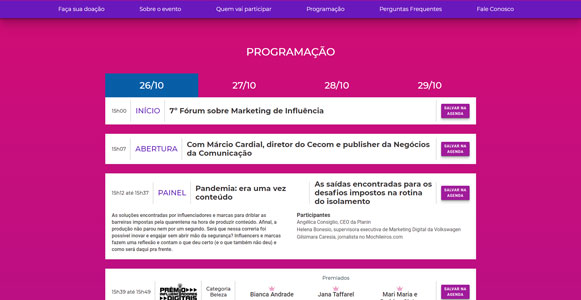 Faça sua doação
Sobre o evento
Quem vai participar
Programação
Perguntas Frequentes
Fale Conosco
PROGRAMAÇÃO
26/10
27/10
28/10
29/10
15h00
INÍCIO
7º Fórum sobre Marketing de Influência
SALVAR NA
AGENDA
15h07
ABERTURA
Com Márcio Cardial, diretor do Cecom e publisher da Negócios
da Comunicação
SALVAR NA
AGENDA
15h12 até 15h37
PAINEL
Pandemia: era uma vez
conteúdo
As saídas encontradas para os
desafios impostos na rotina
do isolamento
SALVAR NA
AGENDA
As soluções encontradas por influenciadores e marcas para driblar as
barreiras impostas pela quarentena na hora de produzir conteúdo. Afinal, a
produção não parou nem por um segundo. Será que nessa correria foi
possível inovar e engajar sem abrir mão da segurança? Influencers e marcas
fazem uma reflexão e contam o que deu certo (e o que também não deu) e
como será daqui pra frente.
Participantes
Angélica Consiglio, CEO da Planin
Helena Bonesio, supervisora executiva de Marketing Digital da Volkswagen
Géssica Caresia, jornalista no Mochileiros.com
15h39 até 15h49
PRÊMIO
INFLUENCIADORES
DIGITAIS
Categoria
Beleza
Premiados
Bianca Andrade
Jana Taffarel
Mari Maria e
SALVAR NA
AGENDA